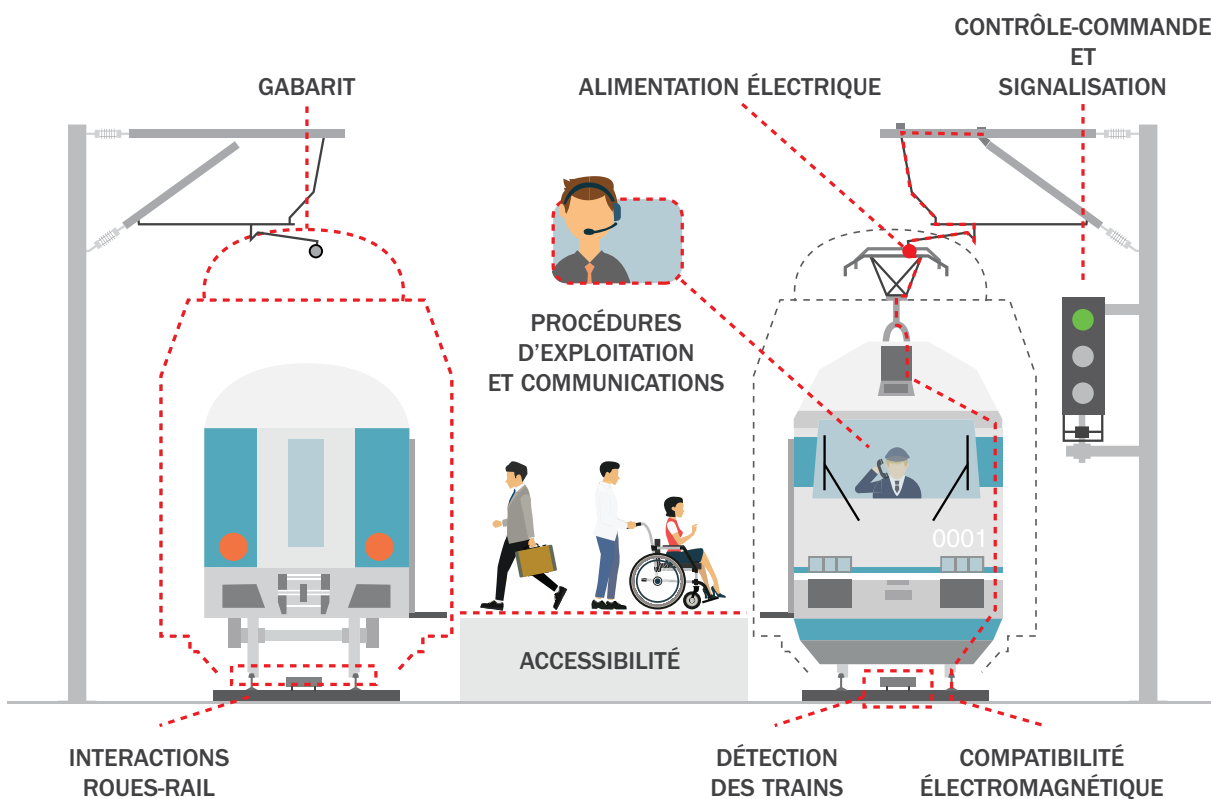 CONTRÔLE-COMMANDE
ET
SIGNALISATION
GABARIT
ALIMENTATION ÉLECTRIQUE
PROCÉDURES
D'EXPLOITATION
ET COMMUNICATIONS
0001
ACCESSIBILITÉ
INTERACTIONS
ROUES-RAIL
DÉTECTION
DES TRAINS
COMPATIBILITÉ
ÉLECTROMAGNÉTIQUE